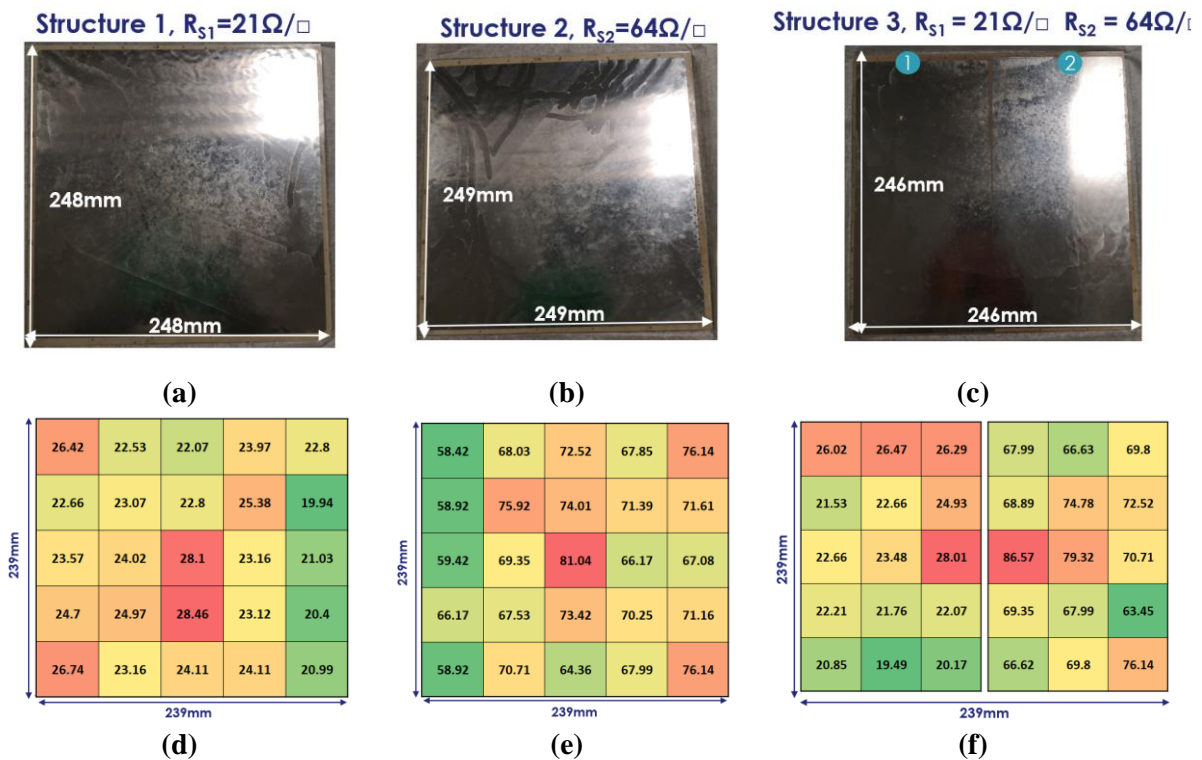 Structure 1, RS1=21Ω/□
Structure 2, RS2=64Ω/□
Structure 3, RS1 = 21Ω/□ RS2 = 64Ω/□
248mm
248mm
249mm
249mm
1
2
246mm
246mm
(a)
(b)
(c)
239mm
26.42 22.53 22.07 23.97 22.8
22.66 23.07 22.8 25.38 19.94
23.57 24.02 28.1 23.16 21.03
24.7 24.97 28.46 23.12 20.4
26.74 23.16 24.11 24.11 20.99
239mm
(d)
239mm
58.42 68.03 72.52 67.85 76.14
58.92 75.92 74.01 71.39 71.61
59.42 69.35 81.04 66.17 67.08
66.17 67.53 73.42 70.25 71.16
58.92 70.71 64.36 67.99 76.14
239mm
(e)
239mm
26.02 26.47 26.29 67.99 66.63 69.8
21.53 22.66 24.93 68.89 74.78 72.52
22.66 23.48 28.01 86.57 79.32 70.71
22.21 21.76 22.07 69.35 67.99 63.45
20.85 19.49 20.17 66.62 69.8 76.14
239mm
(f)